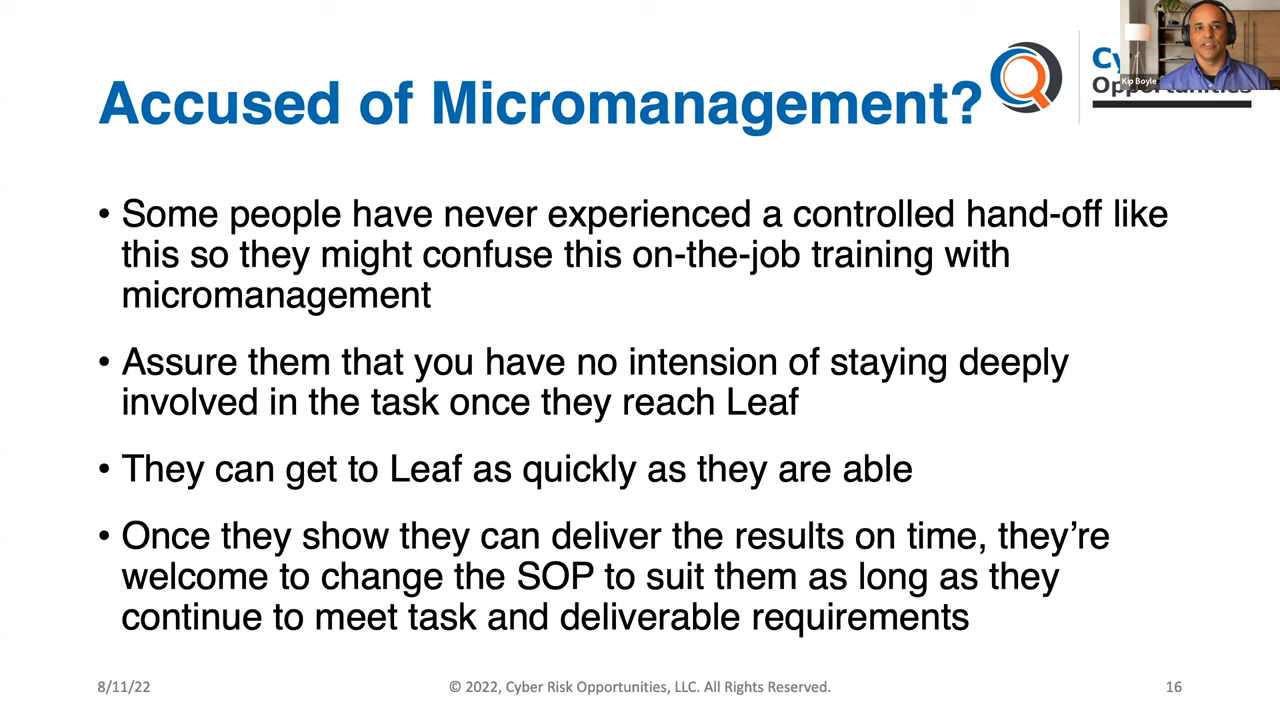 Accused of Micromanagement?
Cy
Opportunities
Kip Boyle
• Some people have never experienced a controlled hand-off like
this so they might confuse this on-the-job training with
micromanagement
• Assure them that you have no intension of staying deeply
involved in the task once they reach Leaf
• They can get to Leaf as quickly as they are able
• Once they show they can deliver the results on time, they’re
welcome to change the SOP to suit them as long as they
continue to meet task and deliverable requirements
8/11/22
© 2022, Cyber Risk Opportunities, LLC. All Rights Reserved.
16